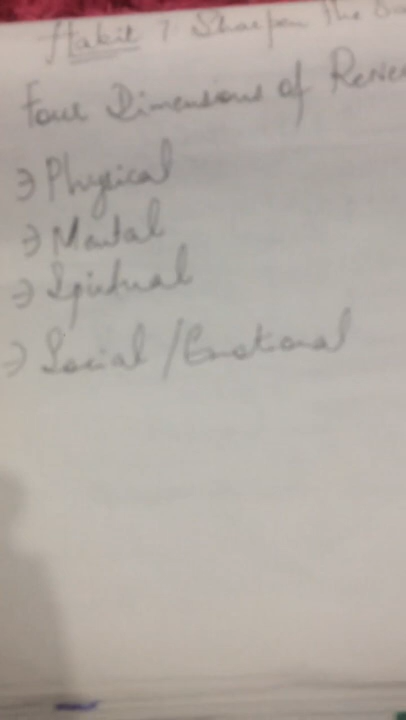 Habit 7 Sharpen The
Four Dimensions of
→ Physical
→ Mental
→ Spiritual
→ Social / Emotional